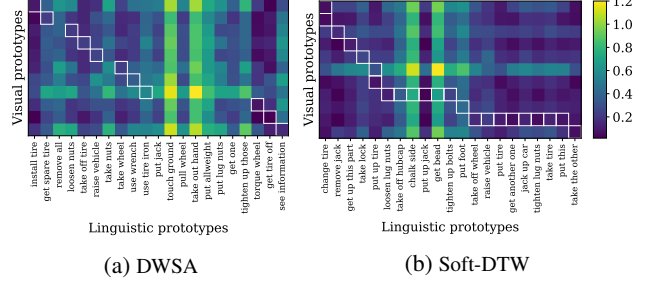 Visual prototypes
install tire
get spare tire
remove all
loosen nuts
take off tire
raise vehicle
take nuts
take wheel
use wrench
use tire iron
put jack
touch ground
pull wheel
take out hand
put allweight
put lug nuts
get one
tighten up those
torque wheel
get tire off
see information
Linguistic prototypes
(a) DWSA
Visual prototypes
change tire
remove jack
get up this part
take lock
put up tire
loosen lug nuts
take off hubcap
chalk side
put up jack
get bead
tighten up bolts
put foot
take off wheel
raise vehicle
put tire
get another one
jack up car
tighten lug nuts
take tire
put this
take the other
Linguistic prototypes
(b) Soft-DTW
1.2
1.0
0.8
0.6
0.4
0.2